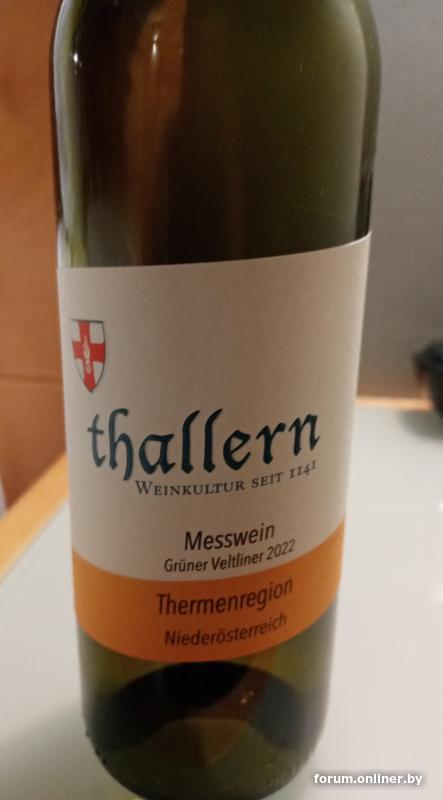 thallern
WEINKULTUR SEIT 1141
Messwein
Grüner Veltliner 2022
Thermenregion
Niederösterreich
forum.onliner.by